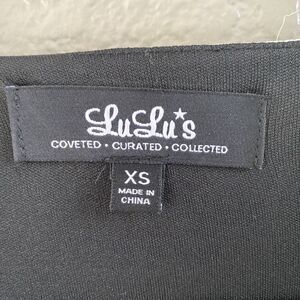 LuLu's
COVETED • CURATED • COLLECTED
XS
MADE IN
CHINA